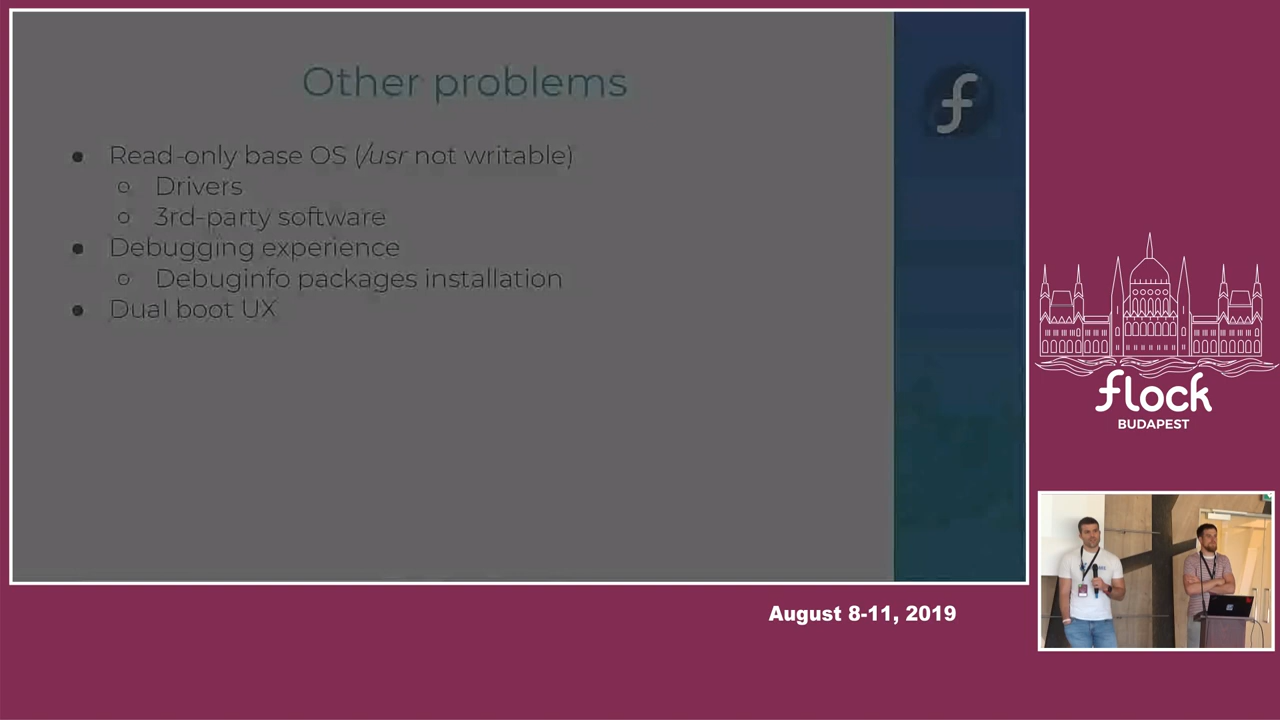 Other problems
● Read-only base OS (/usr not writable)
○ Drivers
○ 3rd-party software
● Debugging experience
○ Debuginfo packages installation
● Dual boot UX
flock
BUDAPEST
August 8-11, 2019